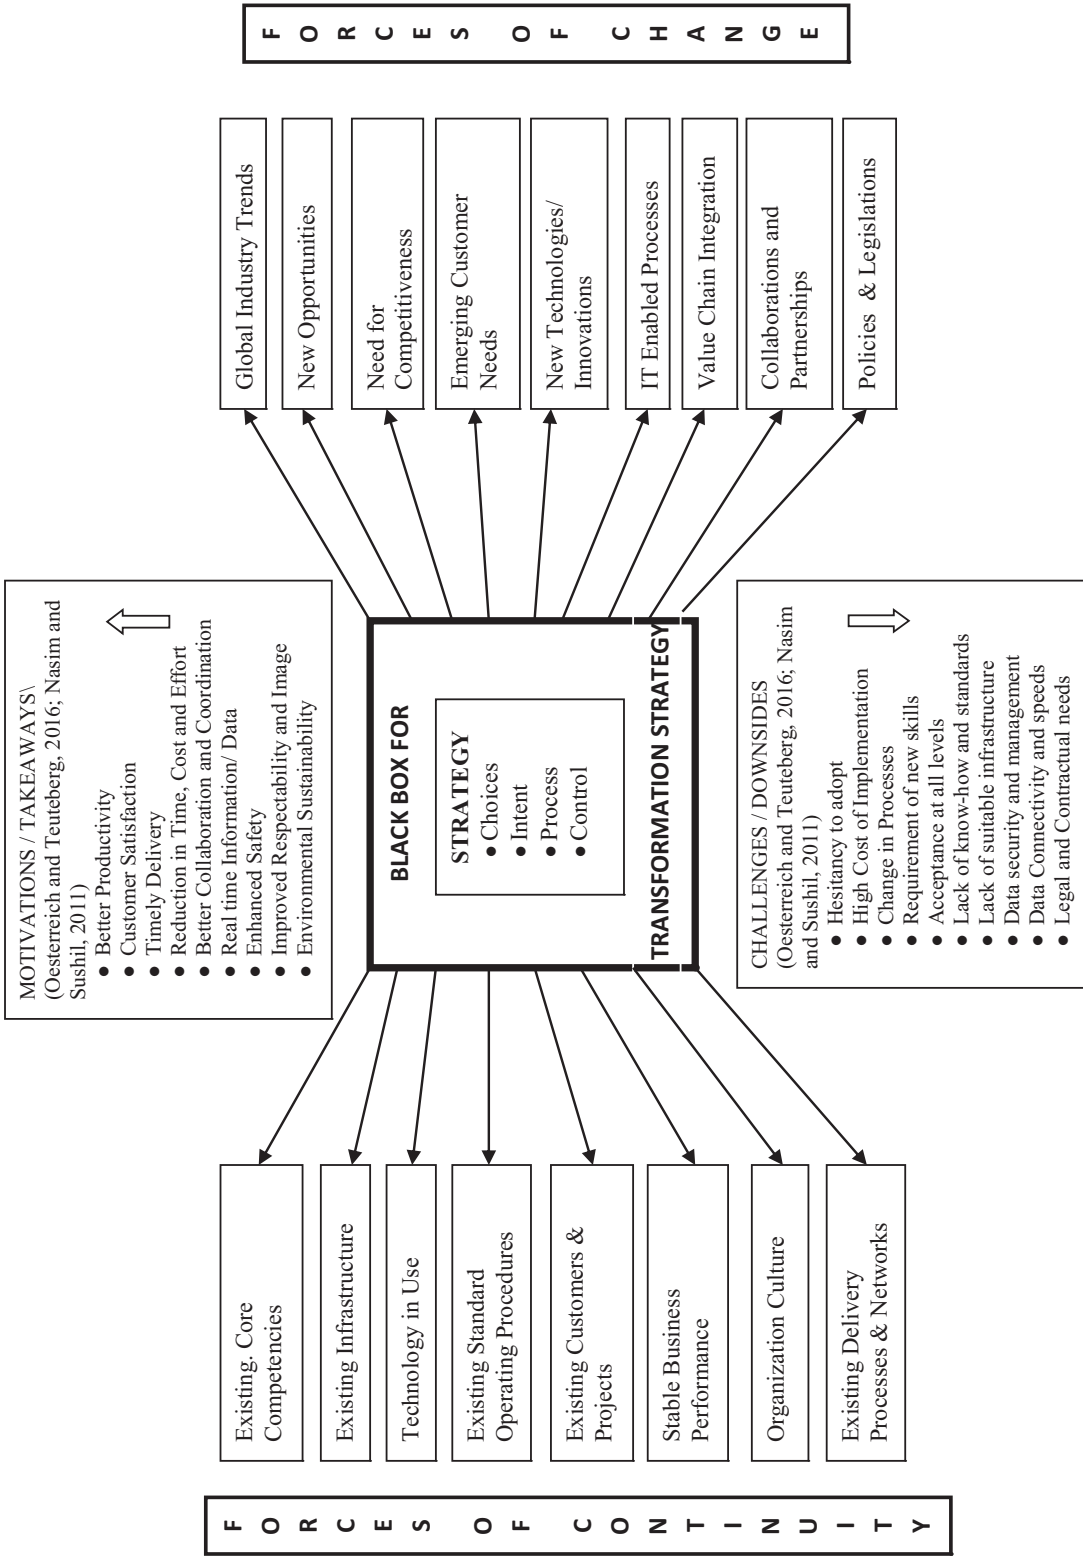 FORCES OF CONTINUITY
Existing. Core
Competencies
Existing Infrastructure
Technology in Use
Existing Standard
Operating Procedures
Existing Customers &
Projects
Stable Business
Performance
Organization Culture
Existing Delivery
Processes & Networks
MOTIVATIONS / TAKEAWAYS\
(Oesterreich and Teuteberg, 2016; Nasim and
Sushil, 2011)
• Better Productivity
• Customer Satisfaction
• Timely Delivery
• Reduction in Time, Cost and Effort
• Better Collaboration and Coordination
• Real time Information/ Data
• Enhanced Safety
• Improved Respectability and Image
• Environmental Sustainability
BLACK BOX FOR
STRATEGY
• Choices
• Intent
• Process
• Control
TRANSFORMATION STRATEGY
CHALLENGES / DOWNSIDES
(Oesterreich and Teuteberg, 2016; Nasim
and Sushil, 2011)
• Hesitancy to adopt
• High Cost of Implementation
• Change in Processes
• Requirement of new skills
• Acceptance at all levels
• Lack of know-how and standards
• Lack of suitable infrastructure
• Data security and management
• Data Connectivity and speeds
• Legal and Contractual needs
Global Industry Trends
New Opportunities
Need for
Competitiveness
Emerging Customer
Needs
New Technologies/
Innovations
IT Enabled Processes
Value Chain Integration
Collaborations and
Partnerships
Policies & Legislations
FORCES OF CHANGE